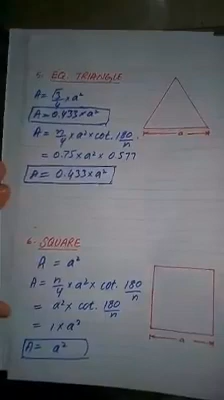 5. EQ. TRIANGLE
A = √3/4 × a²
A = 0.433 × a²
A = n/4 × a² × cot. 180/n
= 0.75 × a² × 0.577
A = 0.433 × a²
a
6. SQUARE
A = a²
A = n/4 × a² × cot. 180/n
= a² × cot. 180/n
= 1 × a²
A = a²
a